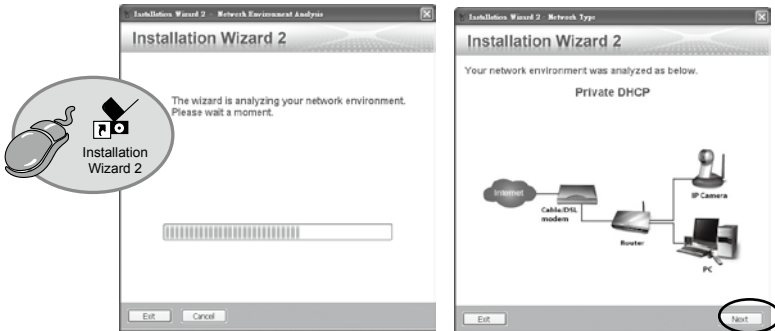 Installation Wizard 2 - Network Environment Analysis
Installation Wizard 2
The wizard is analyzing your network environment.
Please wait a moment.
Installation
Wizard 2
Exit
Cancel
Installation Wizard 2 - Network Type
Installation Wizard 2
Your network environment was analyzed as below.
Private DHCP
Internet
Cable/DSL
modem
Router
IP Camera
PC
Exit
Next